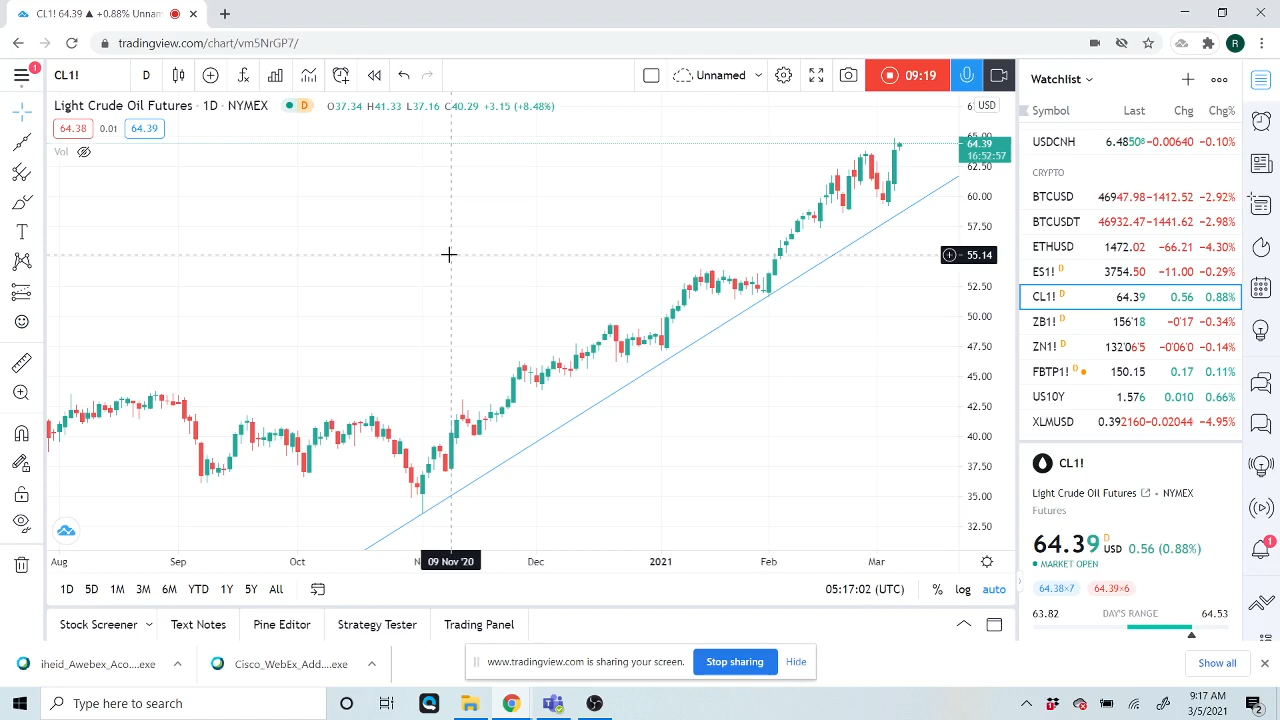 CL1! 64.39 ▲ +0.88% Unnam
tradingview.com/chart/vm5NrGP7/
R
1
CL1!
D
Unnamed
09:19
Watchlist
Light Crude Oil Futures · 1D · NYMEX
D
O37.34 H41.33 L37.16 C40.29 +3.15 (+8.48%)
USD
Symbol Last Chg Chg%
64.38 0.01 64.39
Vol
65.00
64.39
16:52:57
62.50
60.00
57.50
55.14
52.50
50.00
47.50
45.00
42.50
40.00
37.50
35.00
32.50
USDCNH 6.48508 −0.00640 −0.10%
CRYPTO
BTCUSD 46947.98 −1412.52 −2.92%
BTCUSDT 46932.47 −1441.62 −2.98%
ETHUSD 1472.02 −66.21 −4.30%
ES1! D 3754.50 −11.00 −0.29%
CL1! D 64.39 0.56 0.88%
ZB1! D 156'18 −0'17 −0.34%
ZN1! D 132'06'5 −0'06'0 −0.14%
FBTP1! D 150.15 0.17 0.11%
US10Y 1.576 0.010 0.66%
XLMUSD 0.392160 −0.02044 −4.95%
CL1!
Light Crude Oil Futures · NYMEX
Futures
64.39 D USD 0.56 (0.88%)
MARKET OPEN
64.38×7 64.39×6
63.82 DAY'S RANGE 64.53
1
Aug Sep Oct N 09 Nov '20 Dec 2021 Feb Mar
1D 5D 1M 3M 6M YTD 1Y 5Y All
05:17:02 (UTC) % log auto
Stock Screener Text Notes Pine Editor Strategy Tester Trading Panel
iheid_Awebex_Aco....exe
Cisco_WebEx_Add....exe
www.tradingview.com is sharing your screen.
Stop sharing
Hide
Show all
Type here to search
9:17 AM
3/5/2021
2